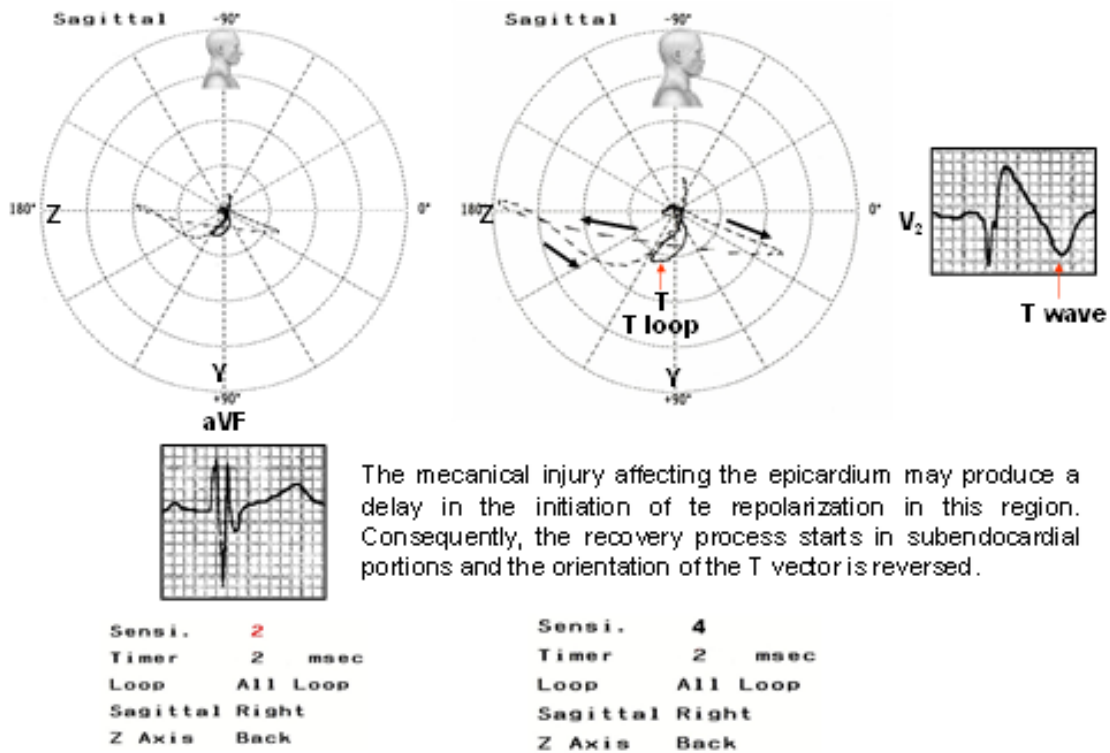 Sagittal -90° Sagittal -90°
180° Z 0° 180° Z 0° V2
T T wave
T loop
Y Y
+90° +90°
aVF
The mecanical injury affecting the epicardium may produce a
delay in the initiation of te repolarization in this region.
Consequently, the recovery process starts in subendocardial
portions and the orientation of the T vector is reversed.
Sensi. 2
Timer 2 msec
Loop All Loop
Sagittal Right
Z Axis Back
Sensi. 4
Timer 2 msec
Loop All Loop
Sagittal Right
Z Axis Back